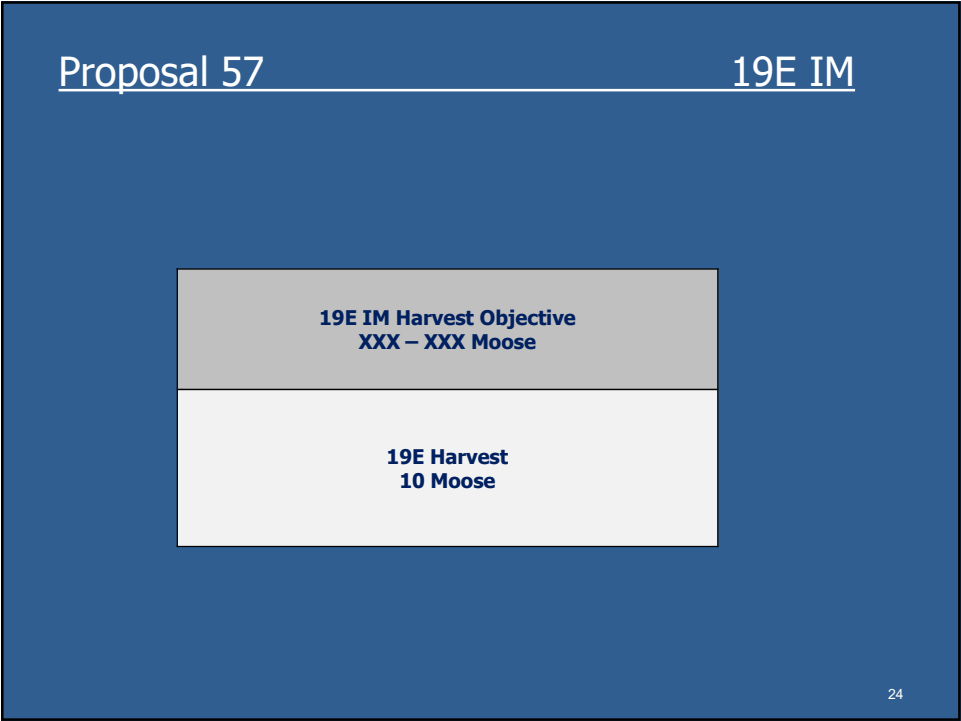 Proposal 57 19E IM
19E IM Harvest Objective
XXX – XXX Moose
19E Harvest
10 Moose
24